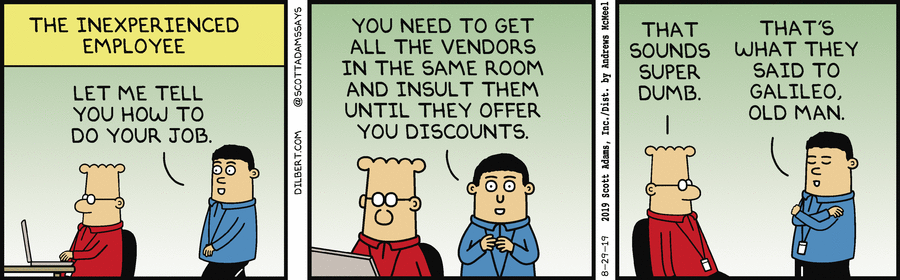 THE INEXPERIENCED
EMPLOYEE
LET ME TELL
YOU HOW TO
DO YOUR JOB.
DILBERT.COM
@SCOTTADAMSSAYS
YOU NEED TO GET
ALL THE VENDORS
IN THE SAME ROOM
AND INSULT THEM
UNTIL THEY OFFER
YOU DISCOUNTS.
8-29-19 2019 Scott Adams, Inc./Dist. by Andrews McMeel
THAT
SOUNDS
SUPER
DUMB.
THAT'S
WHAT THEY
SAID TO
GALILEO,
OLD MAN.